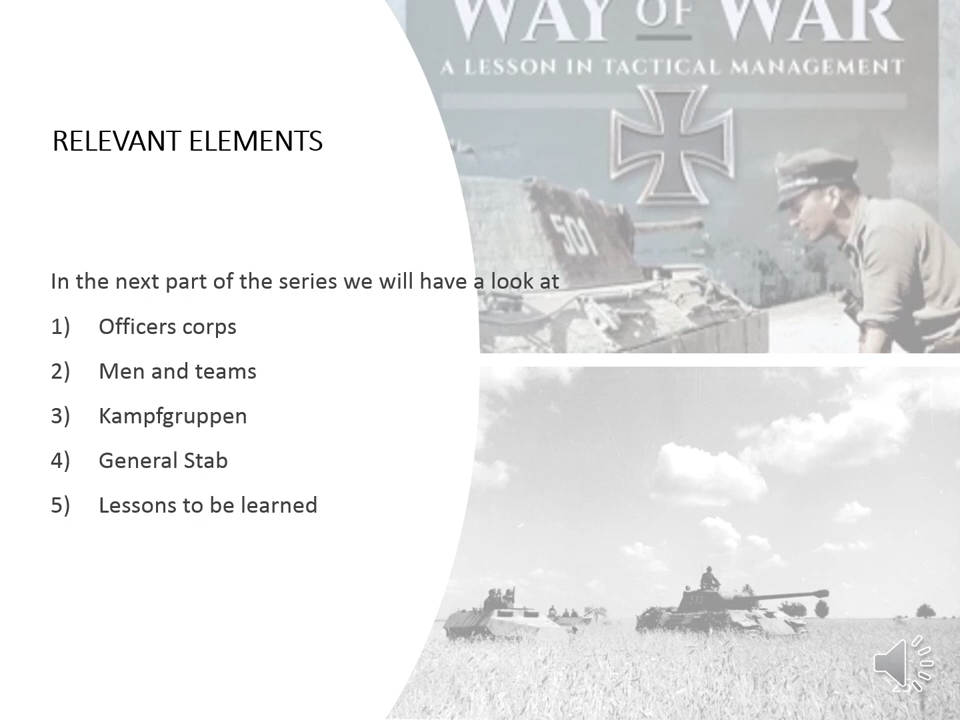 WAY OF WAR
A LESSON IN TACTICAL MANAGEMENT
RELEVANT ELEMENTS
501
In the next part of the series we will have a look at
1) Officers corps
2) Men and teams
3) Kampfgruppen
4) General Stab
5) Lessons to be learned